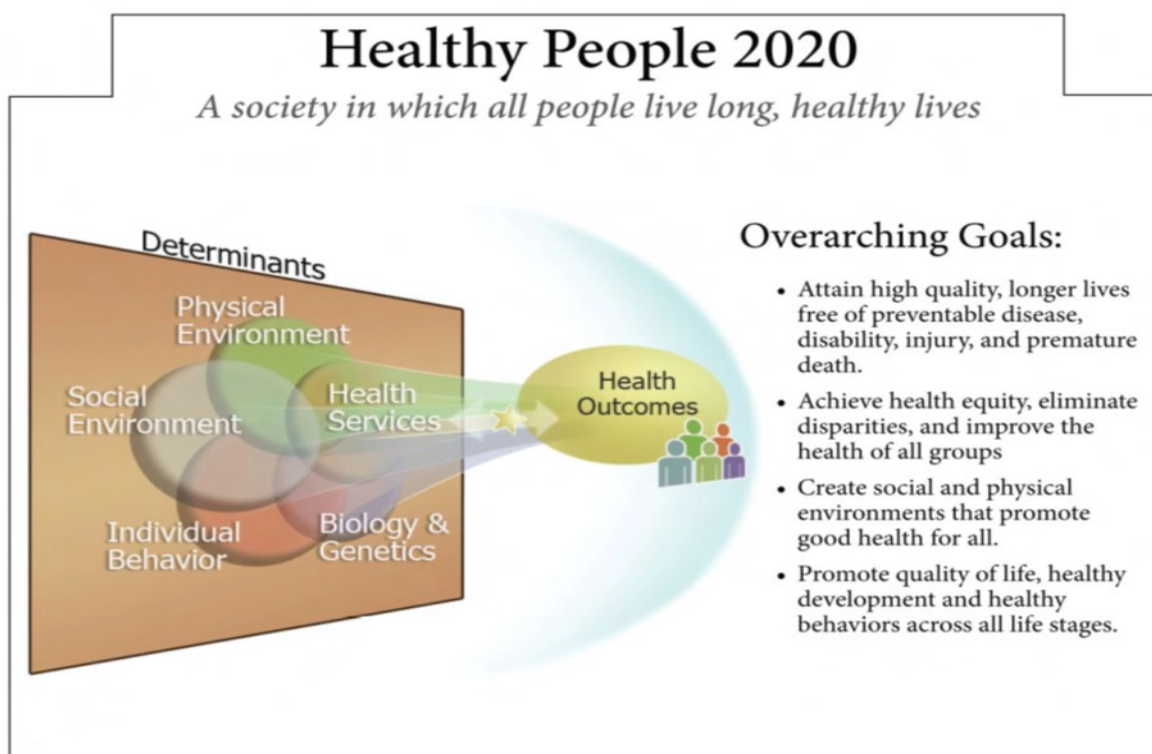 Healthy People 2020
A society in which all people live long, healthy lives
Determinants
Physical
Environment
Social
Environment
Health
Services
Individual
Behavior
Biology &
Genetics
Health
Outcomes
Overarching Goals:
• Attain high quality, longer lives
free of preventable disease,
disability, injury, and premature
death.
• Achieve health equity, eliminate
disparities, and improve the
health of all groups
• Create social and physical
environments that promote
good health for all.
• Promote quality of life, healthy
development and healthy
behaviors across all life stages.